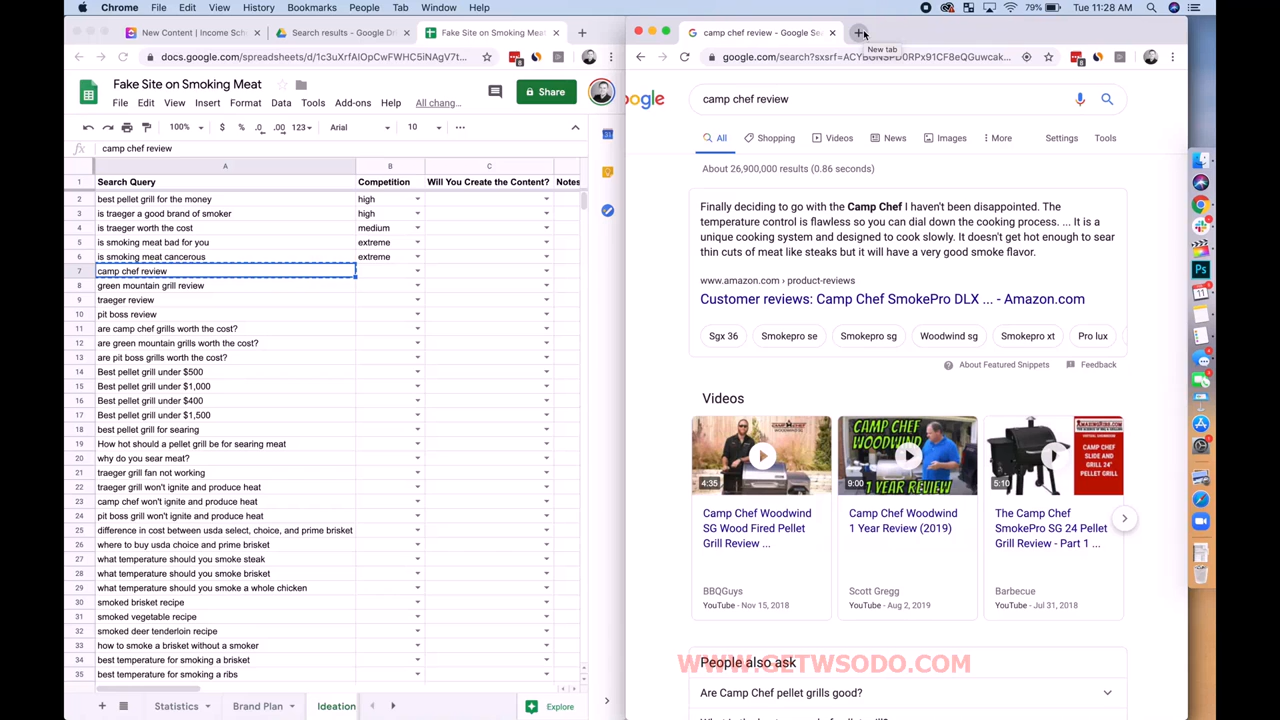 Chrome File Edit View History Bookmarks People Tab Window Help
79% Tue 11:28 AM
New Content | Income Sch
Search results - Google D
Fake Site on Smoking Meat
camp chef review - Google Se
New tab
docs.google.com/spreadsheets/d/
google.com/search?
Fake Site on Smoking Meat
File Edit View Insert Format Data Tools Add-ons Help All chang...
Share
100% $ % .0 .00 123 Arial 10
fx camp chef review
A B C
1 Search Query Competition Will You Create the Content? Notes
2 best pellet grill for the money high
3 is traeger a good brand of smoker high
4 is traeger worth the cost medium
5 is smoking meat bad for you extreme
6 is smoking meat cancerous extreme
7 camp chef review
8 green mountain grill review
9 traeger review
10 pit boss review
11 are camp chef grills worth the cost?
12 are green mountain grills worth the cost?
13 are pit boss grills worth the cost?
14 Best pellet grill under $500
15 Best pellet grill under $1,000
16 Best pellet grill under $400
17 Best pellet grill under $1,500
18 best pellet grill for searing
19 How hot should a pellet grill be for searing meat
20 why do you sear meat?
21 traeger grill fan not working
22 traeger grill won't ignite and produce heat
23 camp chef won't ignite and produce heat
24 pit boss grill won't ignite and produce heat
25 difference in cost between usda select, choice, and prime brisket
26 where to buy usda choice and prime brisket
27 what temperature should you smoke steak
28 what temperature should you smoke brisket
29 what temperature should you smoke a whole chicken
30 smoked brisket recipe
31 smoked vegetable recipe
32 smoked deer tenderloin recipe
33 how to smoke a brisket without a smoker
34 best temperature for smoking a brisket
35 best temperature for smoking a ribs
Statistics Brand Plan Ideation Explore
camp chef review
All Shopping Videos News Images More Settings Tools
About 26,900,000 results (0.86 seconds)
Finally deciding to go with the Camp Chef I haven't been disappointed. The
temperature control is flawless so you can dial down the cooking process. ... It is a
unique cooking system and designed to cook slowly. It doesn't get hot enough to sear
thin cuts of meat like steaks but it will have a very good smoke flavor.
www.amazon.com › product-reviews
Customer reviews: Camp Chef SmokePro DLX ... - Amazon.com
Sgx 36 Smokepro se Smokepro sg Woodwind sg Smokepro xt Pro lux
About Featured Snippets Feedback
Videos
4:35
CAMP CHEF
WOODWIND
1 YEAR REVIEW
9:00
CAMP CHEF
SLIDE AND
GRILL 24"
PELLET GRILL
5:10
Camp Chef Woodwind
SG Wood Fired Pellet
Grill Review ...
BBQGuys
YouTube - Nov 15, 2018
Camp Chef Woodwind
1 Year Review (2019)
Scott Gregg
YouTube - Aug 2, 2019
The Camp Chef
SmokePro SG 24 Pellet
Grill Review - Part 1 ...
Barbecue
YouTube - Jul 31, 2018
People also ask
WWW.GETWSODO.COM
Are Camp Chef pellet grills good?